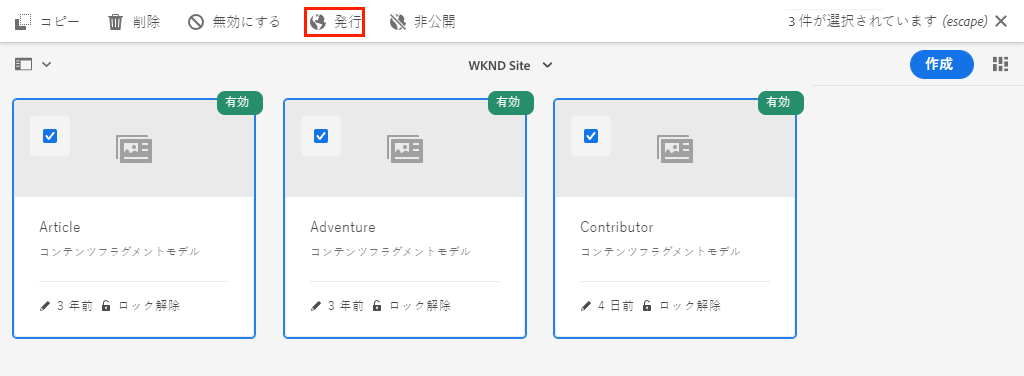 コピー 削除 無効にする 発行 非公開 3 件が選択されています (escape)
WKND Site 作成
有効 有効 有効
Article Adventure Contributor
コンテンツフラグメントモデル コンテンツフラグメントモデル コンテンツフラグメントモデル
3 年前 ロック解除 3 年前 ロック解除 4 日前 ロック解除